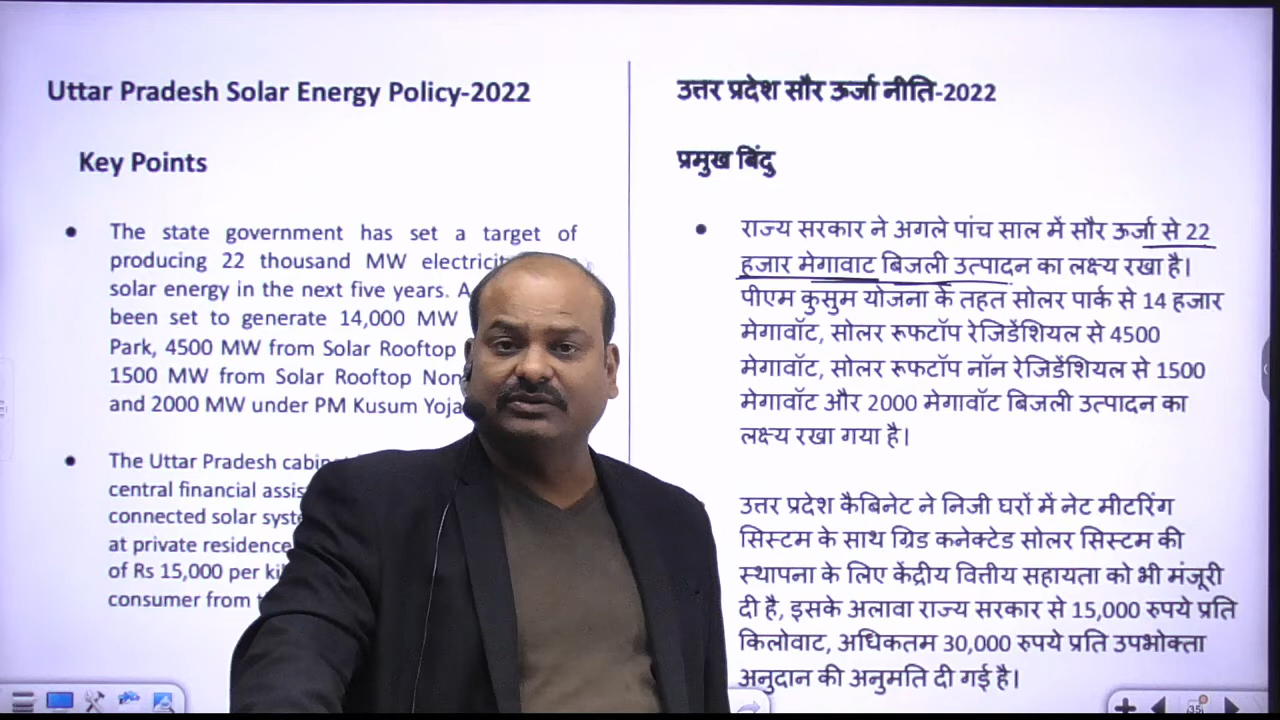 Uttar Pradesh Solar Energy Policy-2022
Key Points
The state government has set a target of
producing 22 thousand MW
solar energy in the next five years.
been set to generate 14,000 MW
Park, 4500 MW from Solar Rooftop
1500 MW from Solar Rooftop
and 2000 MW under PM Kusum
The Uttar Pradesh
central financial
connected solar
at private
of Rs 15,000 per
consumer from
उत्तर प्रदेश सौर ऊर्जा नीति-2022
प्रमुख बिंदु
राज्य सरकार ने अगले पांच साल में सौर ऊर्जा से 22
हजार मेगावाट बिजली उत्पादन का लक्ष्य रखा है।
पीएम कुसुम योजना के तहत सोलर पार्क से 14 हजार
मेगावॉट, सोलर रूफटॉप रेजिडेंशियल से 4500
मेगावॉट, सोलर रूफटॉप नॉन रेजिडेंशियल से 1500
मेगावॉट और 2000 मेगावॉट बिजली उत्पादन का
लक्ष्य रखा गया है।
उत्तर प्रदेश कैबिनेट ने निजी घरों में नेट मीटरिंग
सिस्टम के साथ ग्रिड कनेक्टेड सोलर सिस्टम की
स्थापना के लिए केंद्रीय वित्तीय सहायता को भी मंजूरी
दी है, इसके अलावा राज्य सरकार से 15,000 रुपये प्रति
किलोवाट, अधिकतम 30,000 रुपये प्रति उपभोक्ता
अनुदान की अनुमति दी गई है।
35